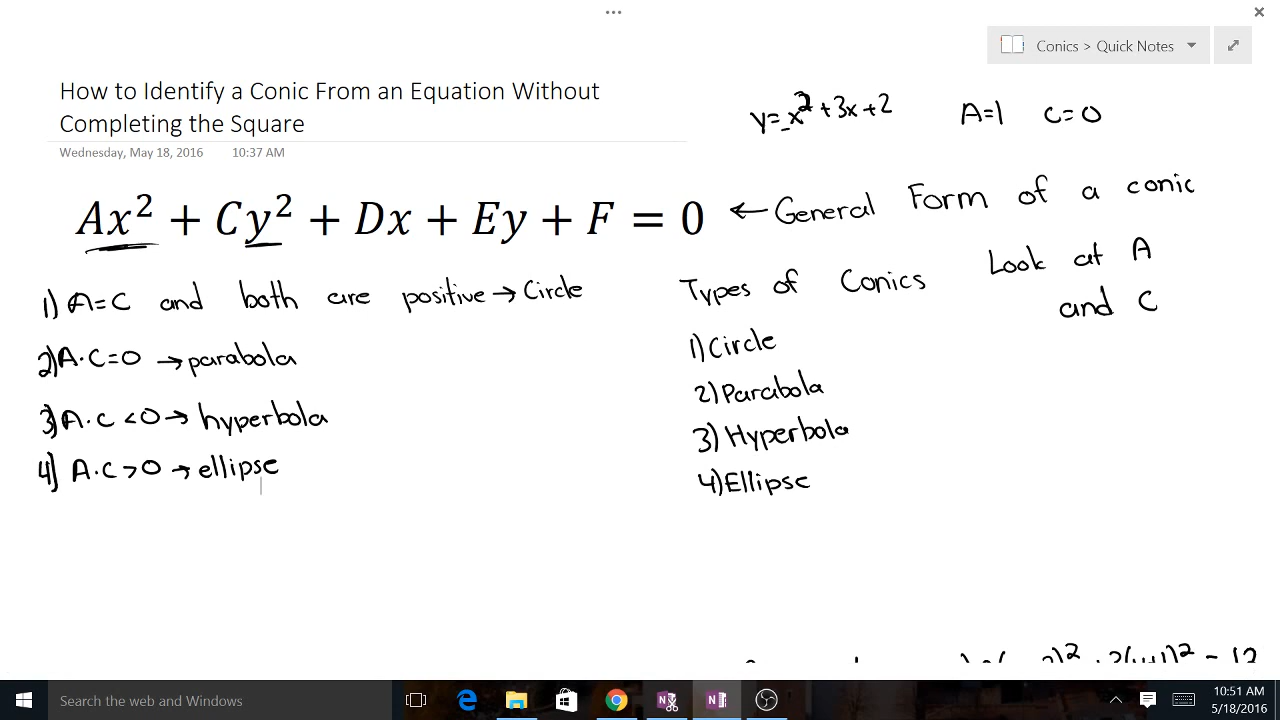 ...
Conics > Quick Notes
How to Identify a Conic From an Equation Without
Completing the Square
Wednesday, May 18, 2016 10:37 AM
y=x²+3x+2 A=1 C=0
Ax² + Cy² + Dx + Ey + F = 0 ← General Form of a conic
1) A=C and both are positive → Circle
2) A·C=0 → parabola
3) A·C<0 → hyperbola
4) A·C>0 → ellipse
Types of Conics
1) Circle
2) Parabola
3) Hyperbola
4) Ellipse
Look at A
and C
Search the web and Windows
10:51 AM
5/18/2016